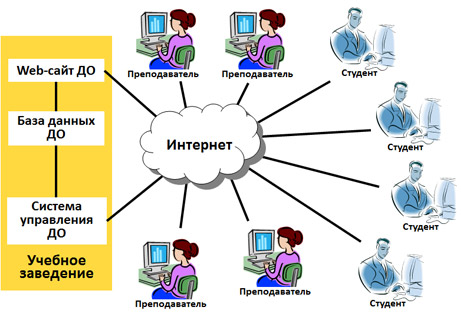 Web-сайт ДО
База данных
ДО
Система
управления
ДО
Учебное
заведение
Интернет
Преподаватель
Преподаватель
Студент
Студент
Студент
Студент
Преподаватель
Преподаватель